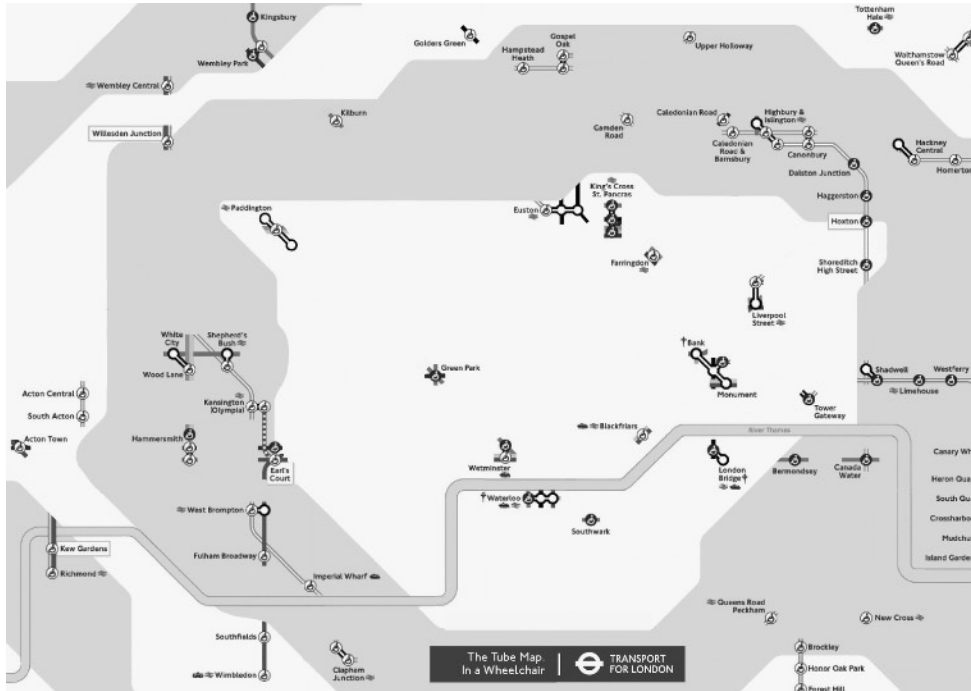 Kingsbury
Wembley Park
Wembley Central
Willesden Junction
Golders Green
Hampstead
Heath
Gospel
Oak
Upper Holloway
Tottenham
Hale
Walthamstow
Queen's Road
Kilburn
Camden
Road
Caledonian Road
Caledonian
Road &
Barnsbury
Highbury &
Islington
Canonbury
Dalston Junction
Haggerston
Hoxton
Shoreditch
High Street
Hackney
Central
Homerton
Paddington
Euston
King's Cross
St. Pancras
Farringdon
Liverpool
Street
White
City
Shepherd's
Bush
Wood Lane
Kansington
(Olympia)
Green Park
Bank
Monument
Shadwell
Westferry
Limehouse
Tower
Gateway
Acton Central
South Acton
Acton Town
Hammersmith
Earl's
Court
Blackfriars
River Thames
Wetminster
Waterloo
London
Bridge
Bermondsey
Canada
Water
Southwark
Canary Wh
Heron Qua
South Qu
Crossharbo
Mudchu
Island Garden
West Brompton
Fulham Broadway
Imperial Wharf
Kew Gardens
Richmond
Southfields
Wimbledon
Clapham
Junction
Queens Road
Peckham
New Cross
Brockley
Honor Oak Park
Forest Hill
The Tube Map.
In a Wheelchair
TRANSPORT
FOR LONDON